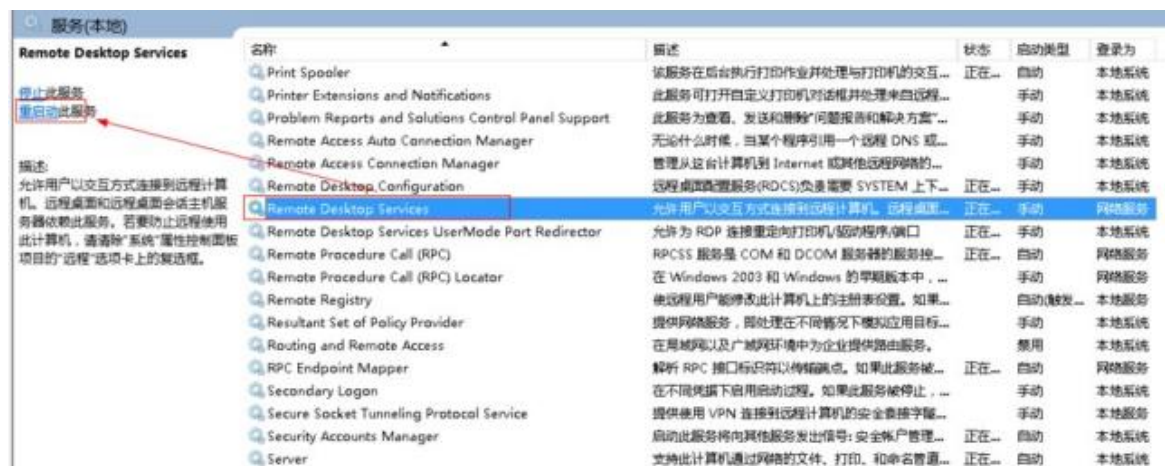 服务(本地)
Remote Desktop Services
停止此服务
重启动此服务
描述:
允许用户以交互方式连接到远程计算
机。远程桌面和远程桌面会话主机服
务器依赖此服务。若要防止远程使用
此计算机，请清除"系统"属性控制面板
项目的"远程"选项卡上的复选框。
名称 描述 状态 启动类型 登录为
Print Spooler 该服务在后台执行打印作业并处理与打印机的交互... 正在... 自动 本地系统
Printer Extensions and Notifications 此服务可打开自定义打印机对话框并处理来自远程... 手动 本地系统
Problem Reports and Solutions Control Panel Support 此服务为查看、发送和删除"问题报告和解决方案"... 手动 本地系统
Remote Access Auto Connection Manager 无论什么时候，当某个程序引用一个远程 DNS 或... 手动 本地系统
Remote Access Connection Manager 管理从这台计算机到 Internet 或其他远程网络的... 手动 本地系统
Remote Desktop Configuration 远程桌面配置服务(RDCS)负责需要 SYSTEM 上下... 正在... 手动 本地系统
Remote Desktop Services 允许用户以交互方式连接到远程计算机。远程桌面... 正在... 手动 网络服务
Remote Desktop Services UserMode Port Redirector 允许为 RDP 连接重定向打印机/驱动程序/端口 正在... 手动 本地系统
Remote Procedure Call (RPC) RPCSS 服务是 COM 和 DCOM 服务器的服务控... 正在... 自动 网络服务
Remote Procedure Call (RPC) Locator 在 Windows 2003 和 Windows 的早期版本中，... 手动 网络服务
Remote Registry 使远程用户能修改此计算机上的注册表设置。如果... 自动(触发... 本地服务
Resultant Set of Policy Provider 提供网络服务，即处理在不同情况下模拟应用目标... 手动 本地系统
Routing and Remote Access 在局域网以及广域网环境中为企业提供路由服务。 禁用 本地系统
RPC Endpoint Mapper 解析 RPC 接口标识符以传输端点。如果此服务被... 正在... 自动 网络服务
Secondary Logon 在不同凭据下启用启动过程。如果此服务被停止，... 手动 本地系统
Secure Socket Tunneling Protocol Service 提供使用 VPN 连接到远程计算机的安全套接字隧... 手动 本地服务
Security Accounts Manager 启动此服务将向其他服务发出信号: 安全帐户管理... 正在... 自动 本地系统
Server 支持此计算机通过网络的文件、打印、和命名管道... 正在... 自动 本地系统